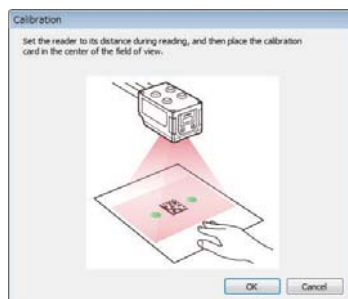 Calibration
Set the reader to its distance during reading, and then place the calibration
card in the center of the field of view.
OK
Cancel